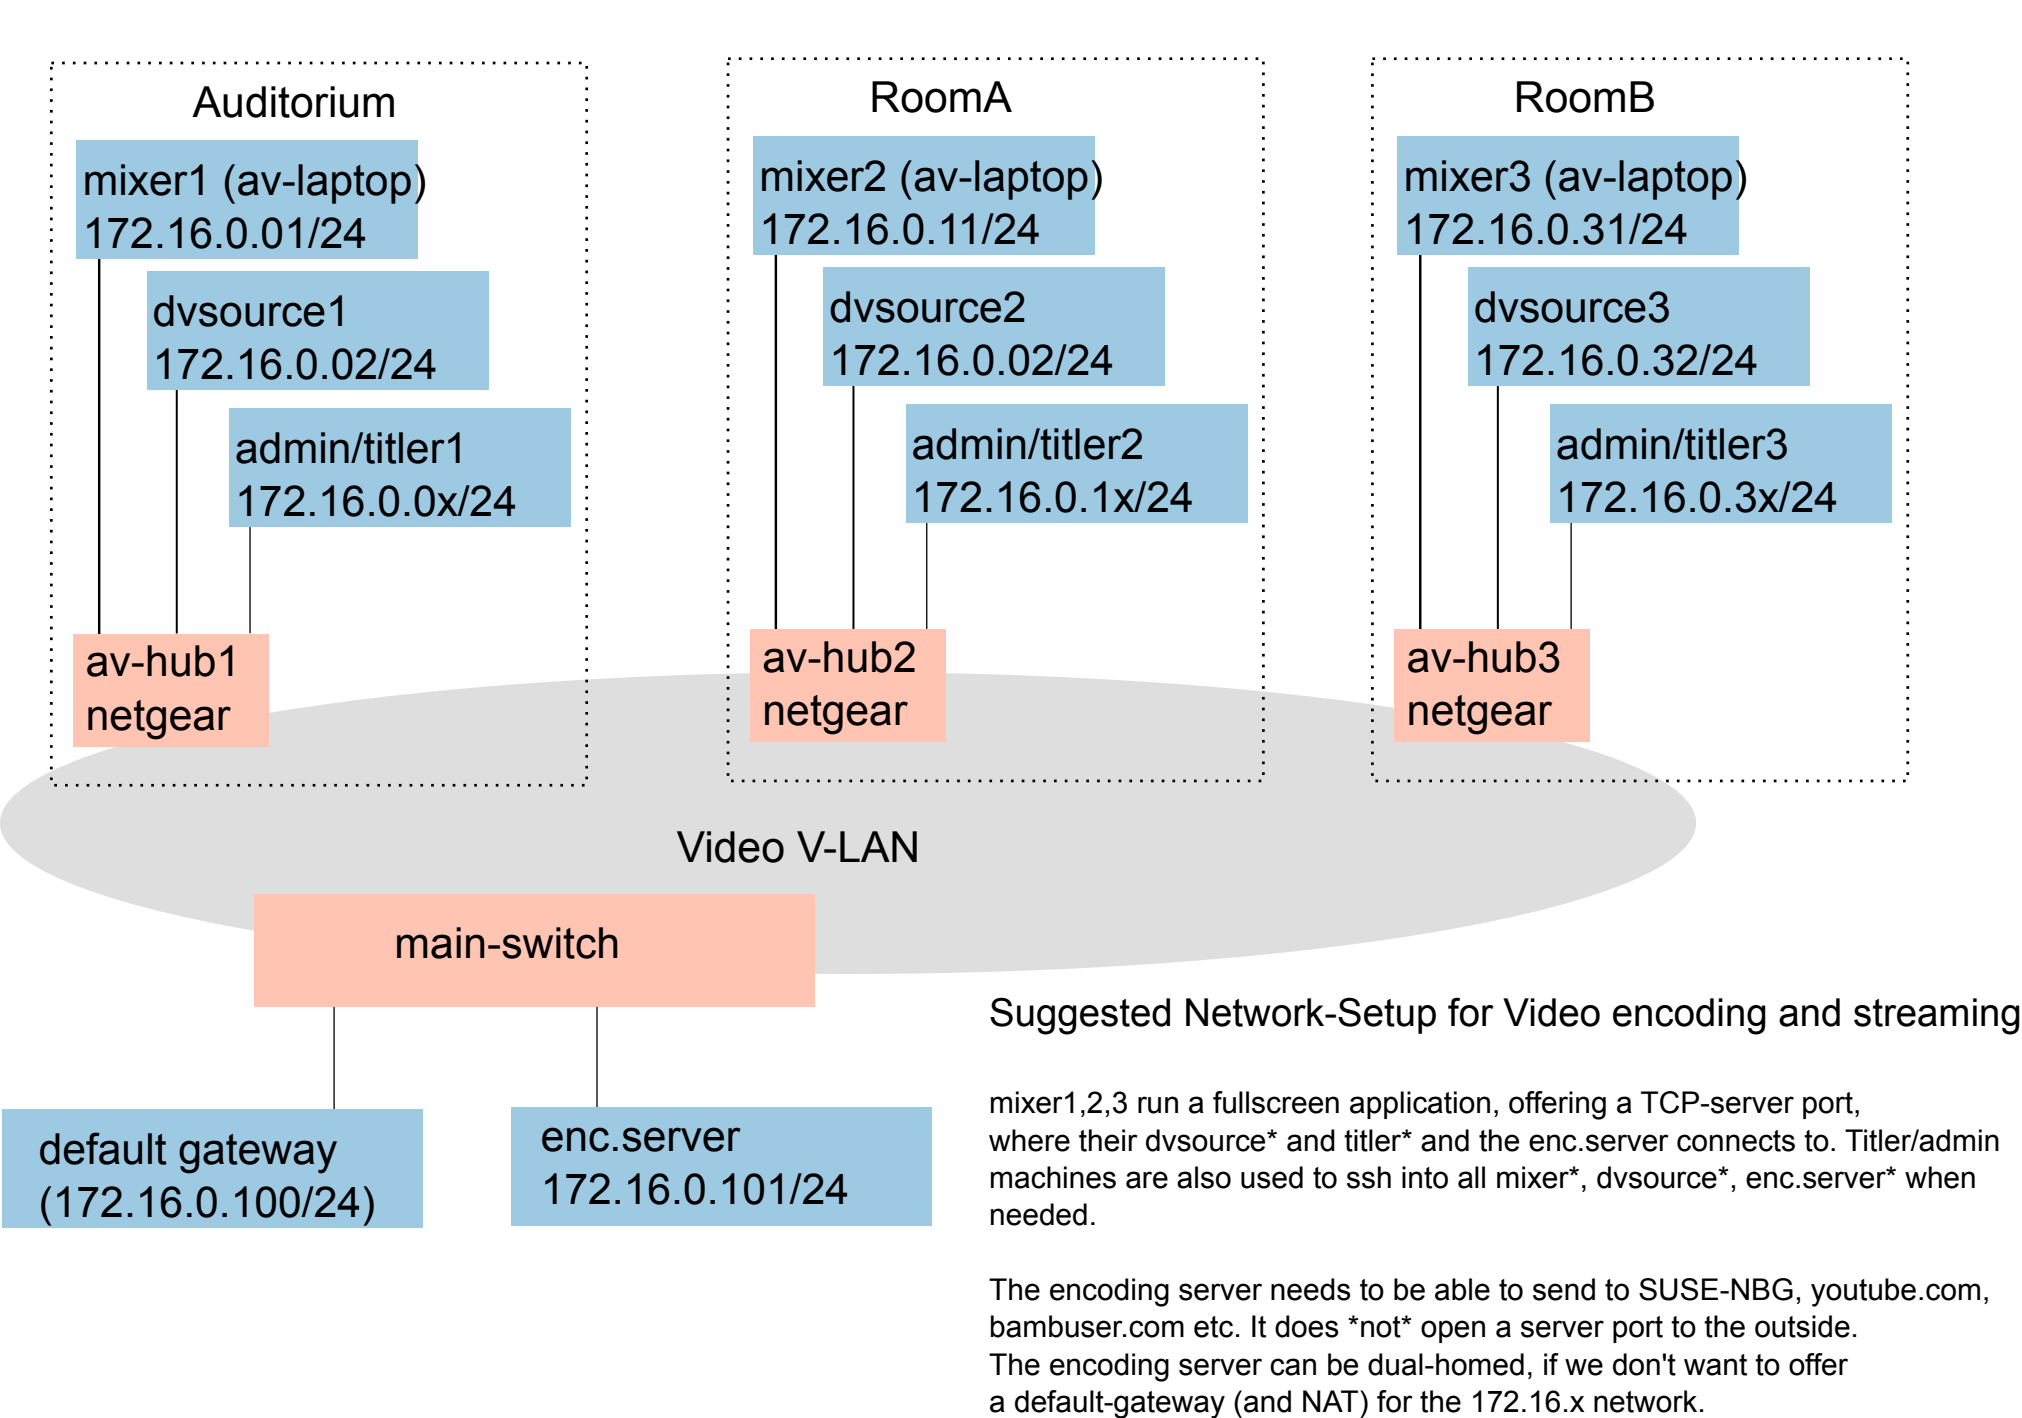 Auditorium
mixer1 (av-laptop)
172.16.0.01/24
dvsource1
172.16.0.02/24
admin/titler1
172.16.0.0x/24
av-hub1
netgear
RoomA
mixer2 (av-laptop)
172.16.0.11/24
dvsource2
172.16.0.02/24
admin/titler2
172.16.0.1x/24
av-hub2
netgear
RoomB
mixer3 (av-laptop)
172.16.0.31/24
dvsource3
172.16.0.32/24
admin/titler3
172.16.0.3x/24
av-hub3
netgear
Video V-LAN
main-switch
default gateway
(172.16.0.100/24)
enc.server
172.16.0.101/24
Suggested Network-Setup for Video encoding and streaming
mixer1,2,3 run a fullscreen application, offering a TCP-server port,
where their dvsource* and titler* and the enc.server connects to. Titler/admin
machines are also used to ssh into all mixer*, dvsource*, enc.server* when
needed.
The encoding server needs to be able to send to SUSE-NBG, youtube.com,
bambuser.com etc. It does *not* open a server port to the outside.
The encoding server can be dual-homed, if we don't want to offer
a default-gateway (and NAT) for the 172.16.x network.